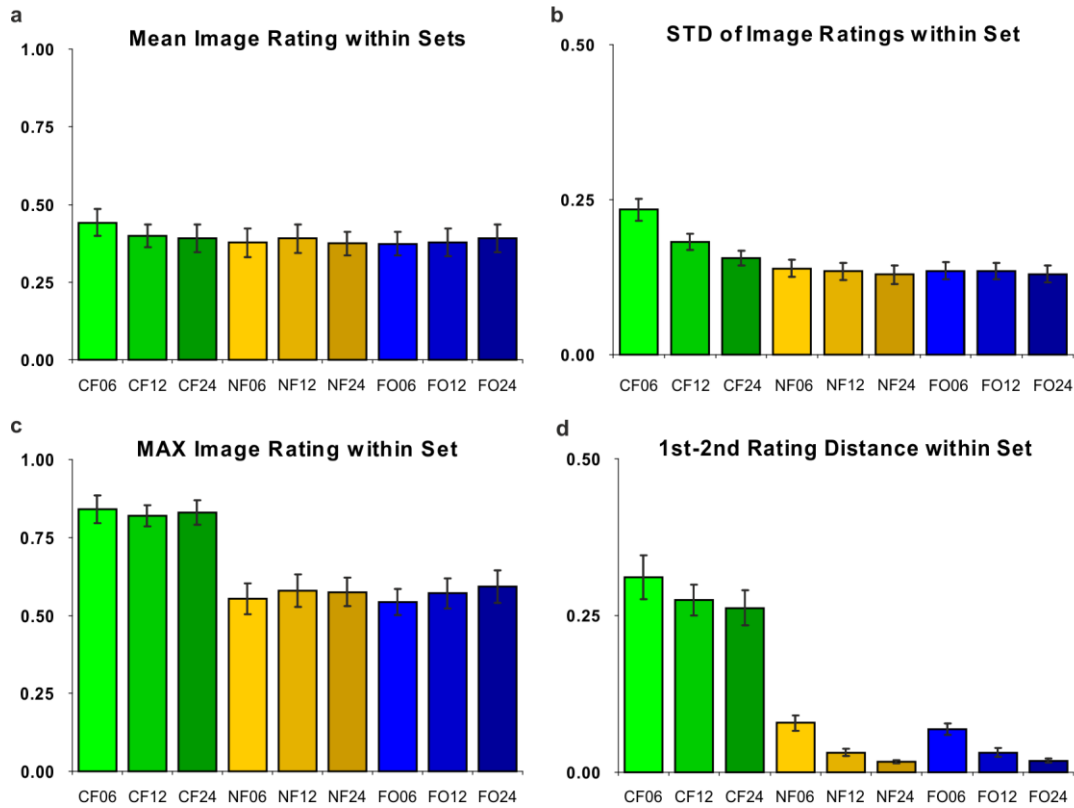 a
Mean Image Rating within Sets
1.00
0.75
0.50
0.25
0.00
CF06 CF12 CF24 NF06 NF12 NF24 FO06 FO12 FO24
b
STD of Image Ratings within Set
0.50
0.25
0.00
CF06 CF12 CF24 NF06 NF12 NF24 FO06 FO12 FO24
c
MAX Image Rating within Set
1.00
0.75
0.50
0.25
0.00
CF06 CF12 CF24 NF06 NF12 NF24 FO06 FO12 FO24
d
1st-2nd Rating Distance within Set
0.50
0.25
0.00
CF06 CF12 CF24 NF06 NF12 NF24 FO06 FO12 FO24